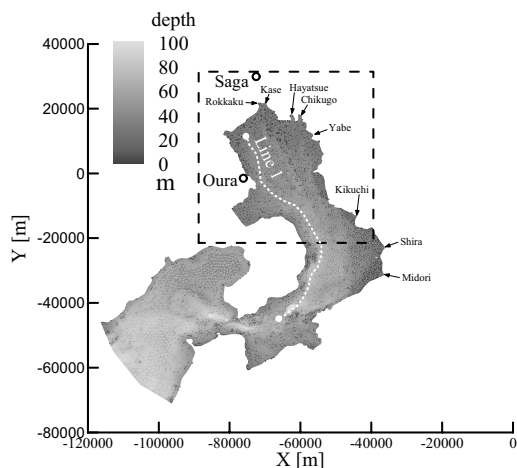 depth
100
80
60
40
20
0
m
Saga
Kase
Rokkaku
Hayatsue
Chikugo
Yabe
Line 1
Oura
Kikuchi
Shira
Midori
40000
20000
0
-20000
-40000
-60000
-80000
Y [m]
-120000 -100000 -80000 -60000 -40000 -20000 0
X [m]